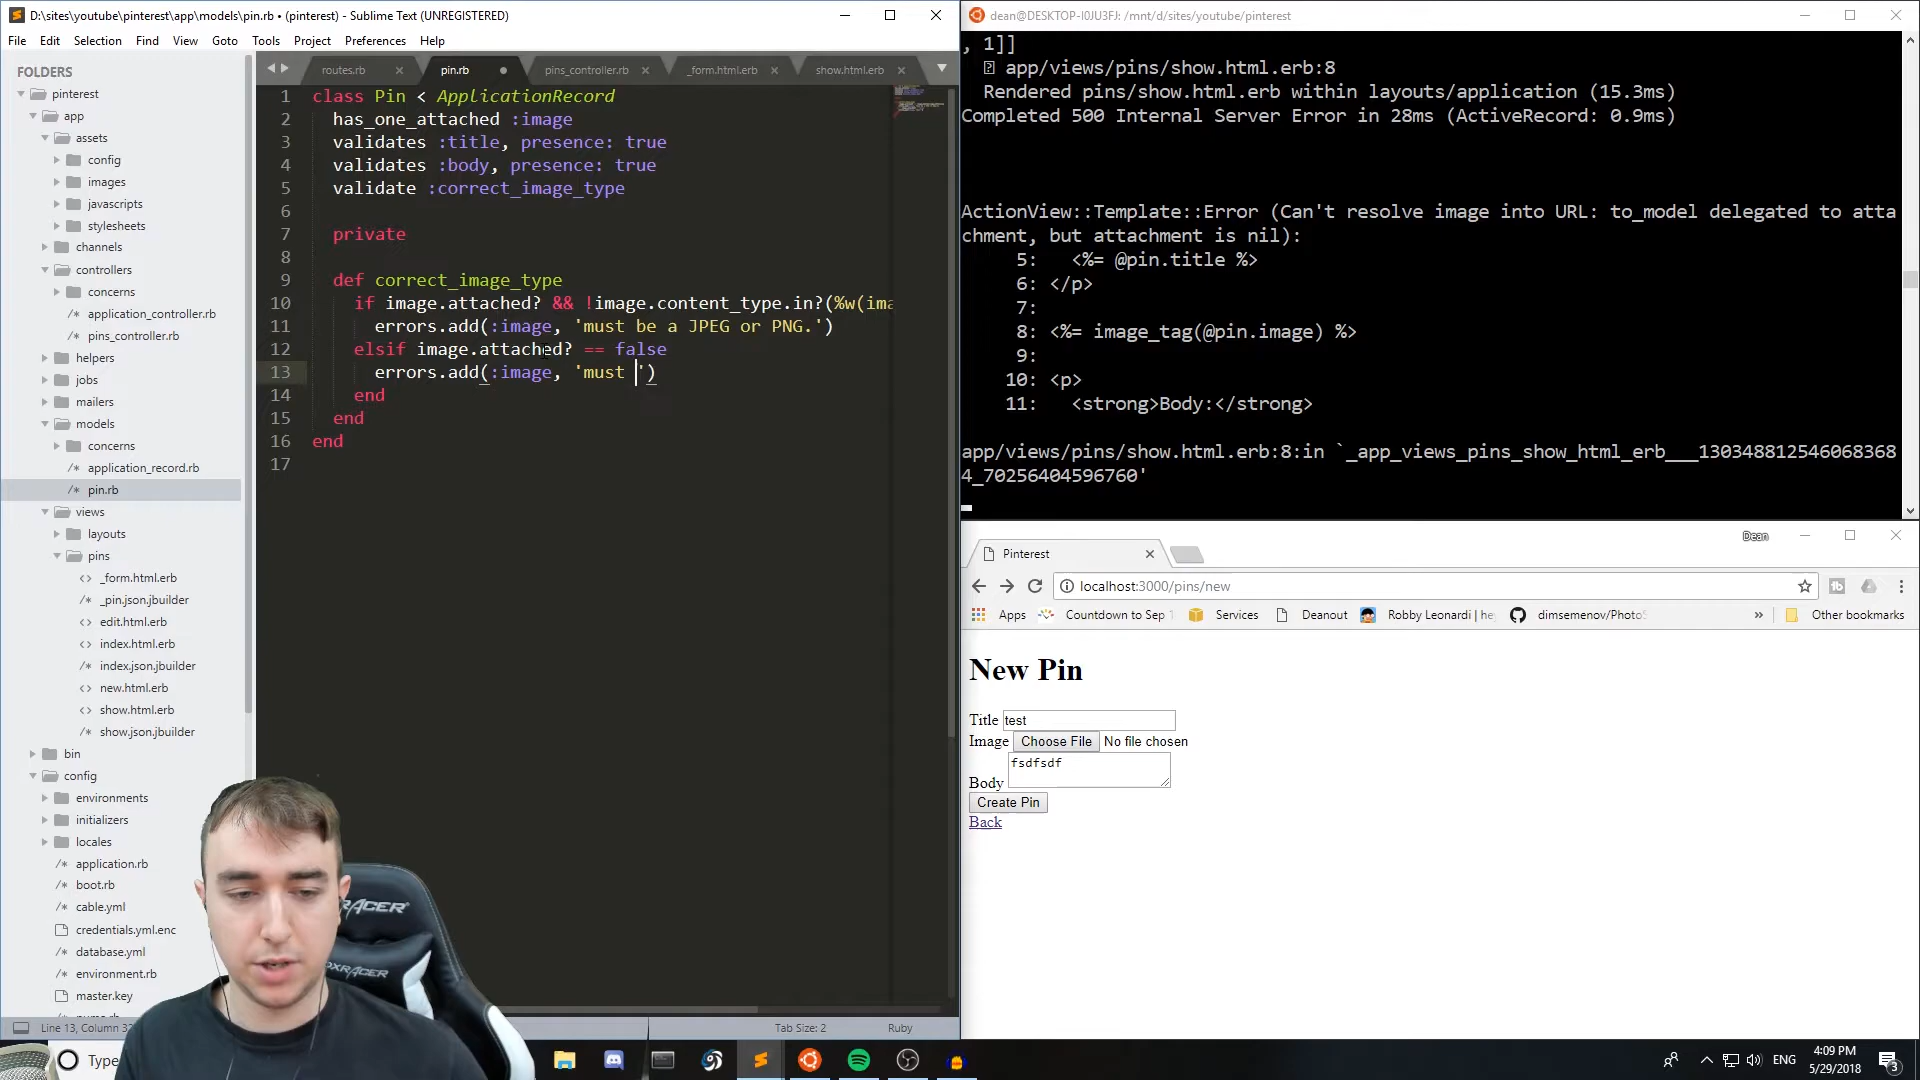 D:\sites\youtube\pinterest\app\models\pin.rb • (pinterest) - Sublime Text (UNREGISTERED)
File Edit Selection Find View Goto Tools Project Preferences Help
FOLDERS
pinterest
app
assets
config
images
javascripts
stylesheets
channels
controllers
concerns
application_controller.rb
pins_controller.rb
helpers
jobs
mailers
models
concerns
application_record.rb
pin.rb
views
layouts
pins
_form.html.erb
_pin.json.jbuilder
edit.html.erb
index.html.erb
index.json.jbuilder
new.html.erb
show.html.erb
show.json.jbuilder
bin
config
environments
initializers
locales
application.rb
boot.rb
cable.yml
credentials.yml.enc
database.yml
environment.rb
master.key
routes.rb pin.rb pins_controller.rb _form.html.erb show.html.erb
1 class Pin < ApplicationRecord
2 has_one_attached :image
3 validates :title, presence: true
4 validates :body, presence: true
5 validate :correct_image_type
6
7 private
8
9 def correct_image_type
10 if image.attached? && !image.content_type.in?(%w(ima
11 errors.add(:image, 'must be a JPEG or PNG.')
12 elsif image.attached? == false
13 errors.add(:image, 'must ')
14 end
15 end
16 end
17
Line 13, Column 32
Tab Size: 2 Ruby
dean@DESKTOP-I0JU3FJ: /mnt/d/sites/youtube/pinterest
, 1]]
app/views/pins/show.html.erb:8
Rendered pins/show.html.erb within layouts/application (15.3ms)
Completed 500 Internal Server Error in 28ms (ActiveRecord: 0.9ms)
ActionView::Template::Error (Can't resolve image into URL: to_model delegated to atta
chment, but attachment is nil):
5: <%= @pin.title %>
6: </p>
7:
8: <%= image_tag(@pin.image) %>
9:
10: <p>
11: <strong>Body:</strong>
app/views/pins/show.html.erb:8:in `_app_views_pins_show_html_erb___130348812546068368
4_70256404596760'
Dean
Pinterest
localhost:3000/pins/new
Apps Countdown to Sep Services Deanout Robby Leonardi | he dimsemenov/Photo » Other bookmarks
New Pin
Title test
Image Choose File No file chosen
Body fsdfsdf
Create Pin
Back
Type
ENG
4:09 PM
5/29/2018
3